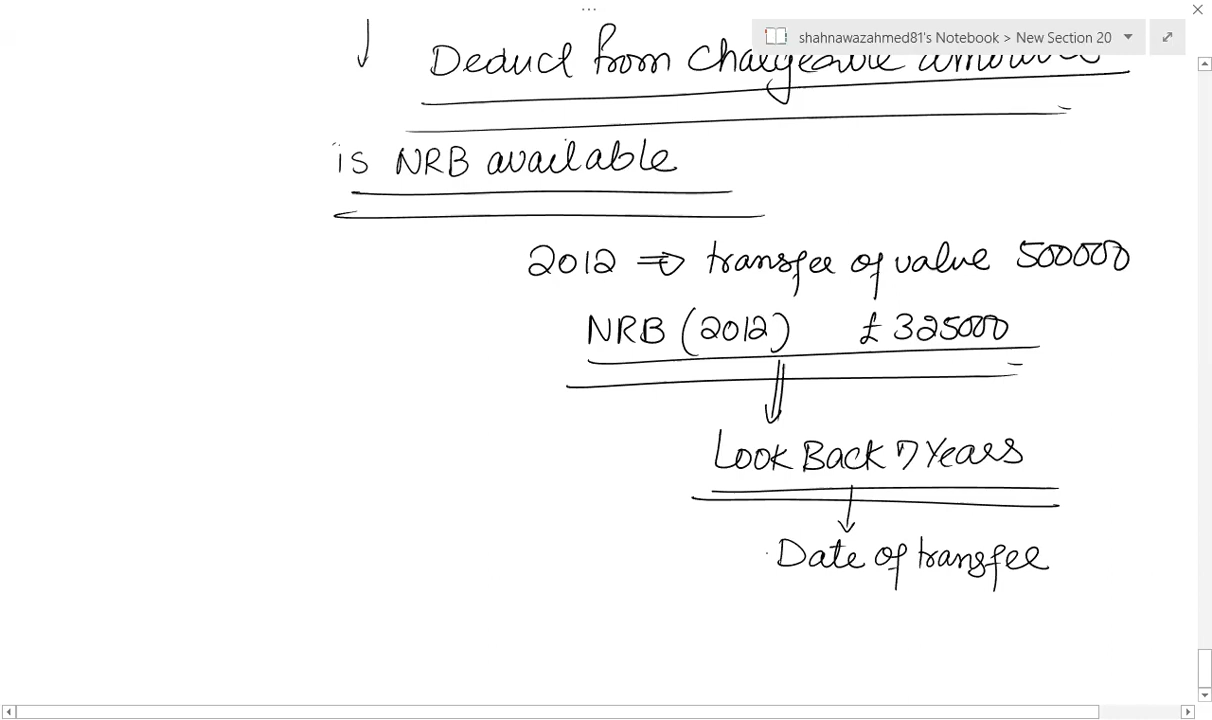 shahnawazahmed81's Notebook > New Section 20
Deduct from Chargeable amount
is NRB available
2012 ⇒ transfer of value 500000
NRB (2012) £ 325000
Look Back 7 Years
Date of transfer